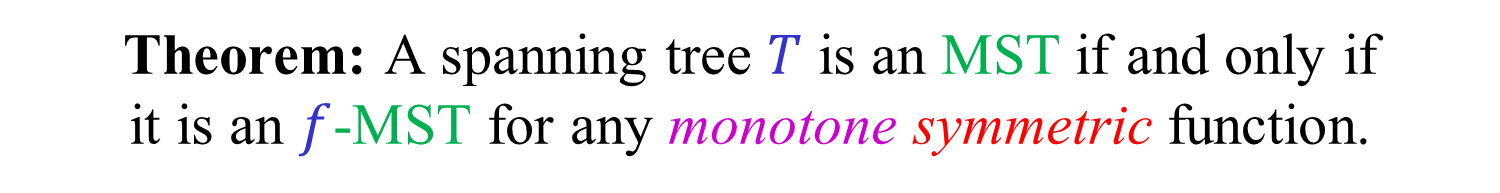 Theorem: A spanning tree T is an MST if and only if
it is an f-MST for any monotone symmetric function.